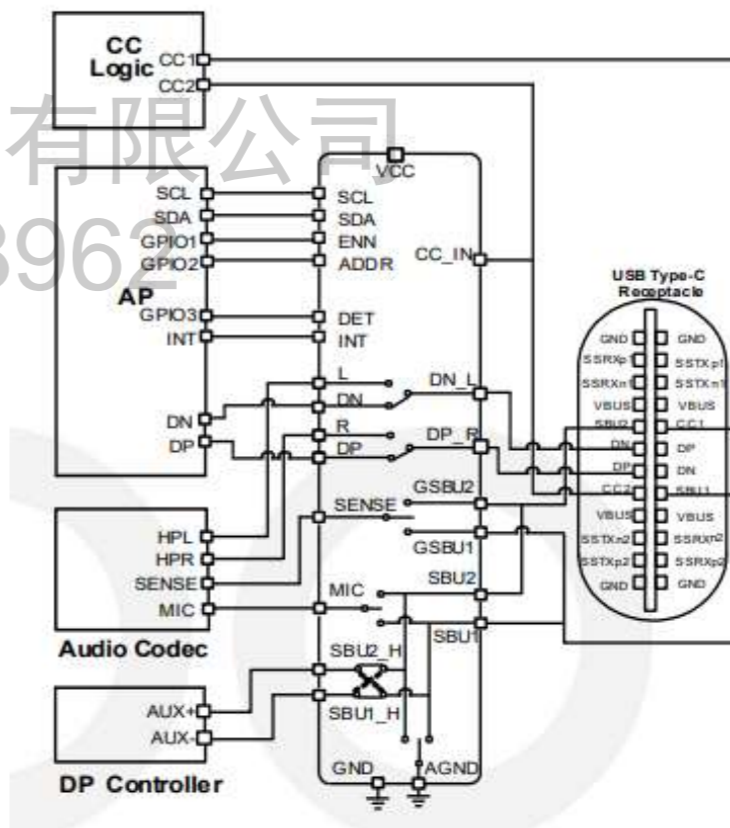 CC
Logic
CC1
CC2
有限公司
3962
AP
SCL
SDA
GPIO1
GPIO2
GPIO3
INT
DN
DP
VCC
SCL
SDA
ENN
ADDR
DET
INT
L
DN
R
DP
SENSE
MIC
SBU2_H
SBU1_H
GND
AGND
CC_IN
DN_L
DP_R
GSBU2
GSBU1
SBU2
SBU1
HPL
HPR
SENSE
MIC
Audio Codec
AUX+
AUX-
DP Controller
USB Type-C
Receptacle
GND GND
SSRXp1 SSTXp1
SSRXn1 SSTXn1
VBUS VBUS
SBU2 CC1
DN DP
DP DN
CC2 SBU1
VBUS VBUS
SSTXn2 SSRXn2
SSTXp2 SSRXp2
GND GND